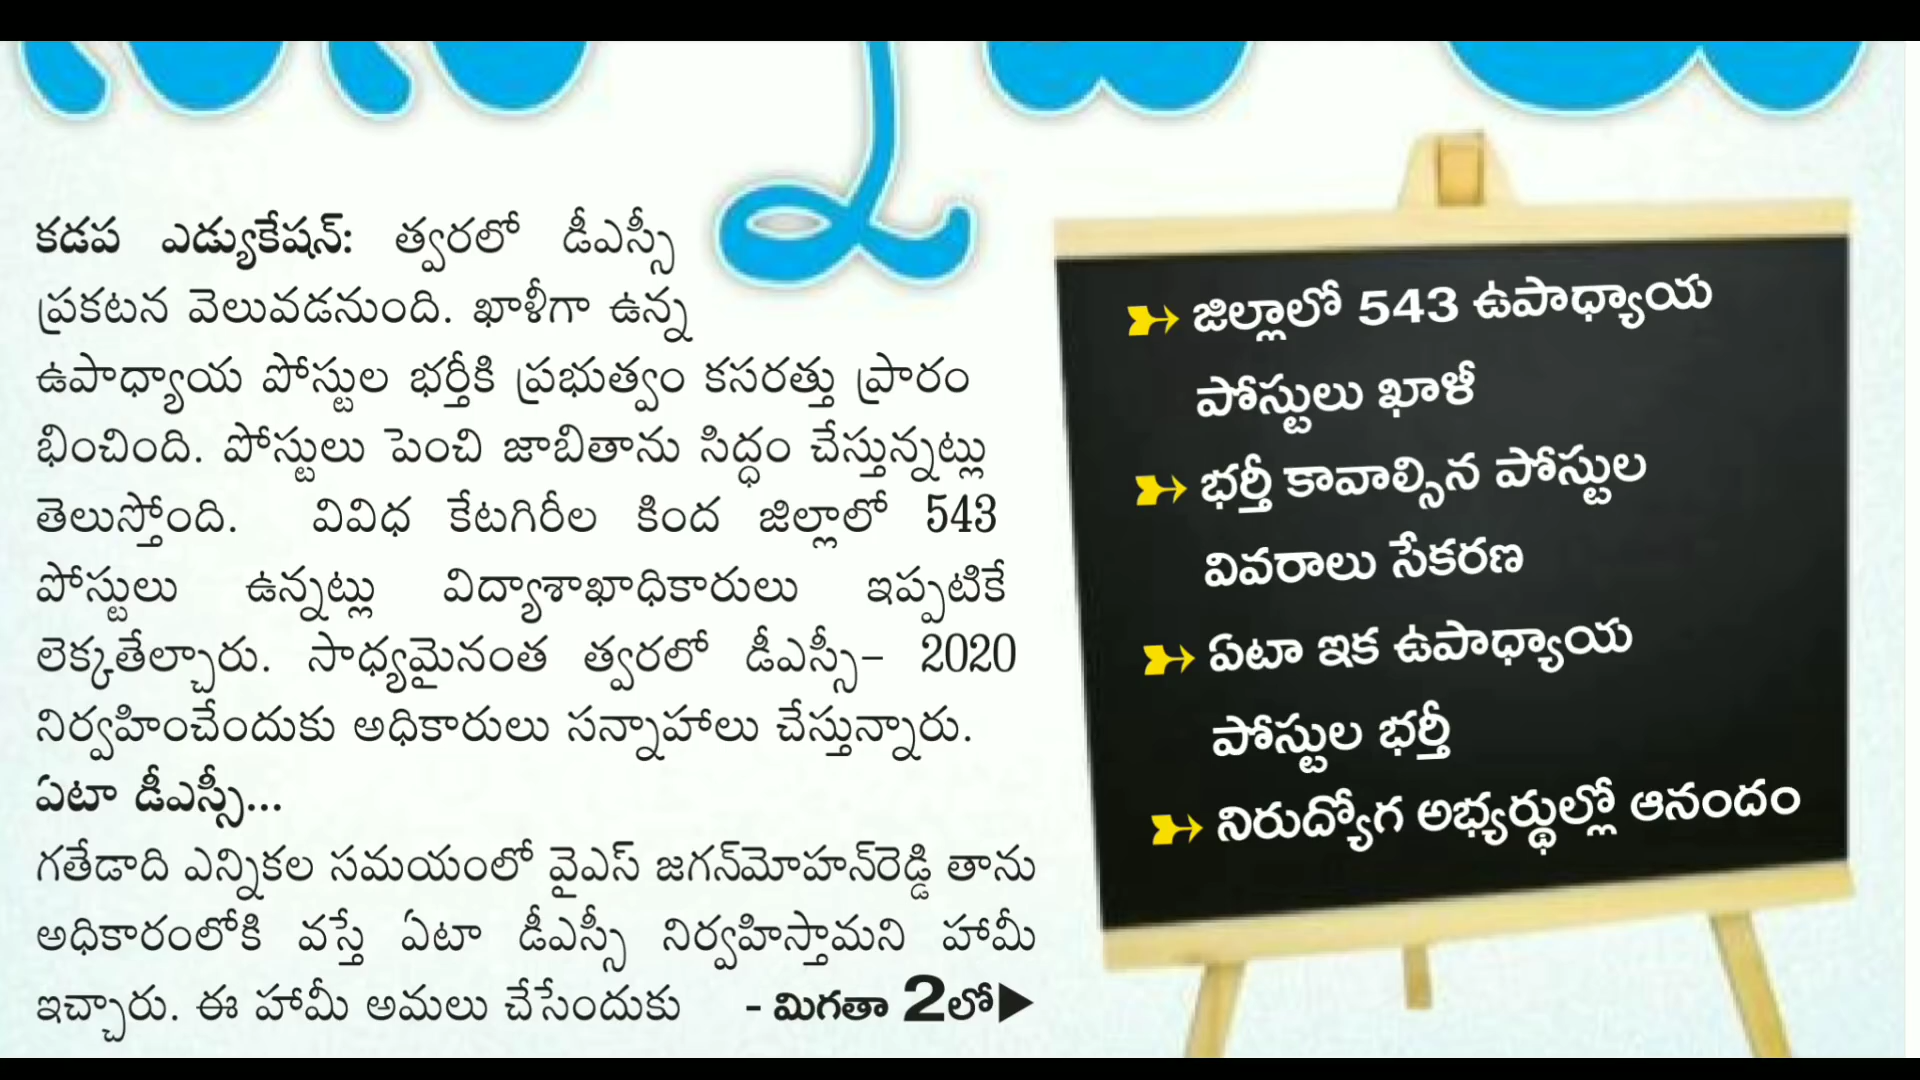 కడప ఎడ్యుకేషన్: త్వరలో డీఎస్సీ
ప్రకటన వెలువడనుంది. ఖాళీగా ఉన్న
ఉపాధ్యాయ పోస్టుల భర్తీకి ప్రభుత్వం కసరత్తు ప్రారం
భించింది. పోస్టులు పెంచి జాబితాను సిద్ధం చేస్తున్నట్లు
తెలుస్తోంది. వివిధ కేటగిరీల కింద జిల్లాలో 543
పోస్టులు ఉన్నట్లు విద్యాశాఖాధికారులు ఇప్పటికే
లెక్కతేల్చారు. సాధ్యమైనంత త్వరలో డీఎస్సీ– 2020
నిర్వహించేందుకు అధికారులు సన్నాహాలు చేస్తున్నారు.
ఏటా డీఎస్సీ...
గతేడాది ఎన్నికల సమయంలో వైఎస్ జగన్‌మోహన్‌రెడ్డి తాను
అధికారంలోకి వస్తే ఏటా డీఎస్సీ నిర్వహిస్తామని హామీ
ఇచ్చారు. ఈ హామీ అమలు చేసేందుకు - మిగతా 2లో▶
➳ జిల్లాలో 543 ఉపాధ్యాయ
పోస్టులు ఖాళీ
➳ భర్తీ కావాల్సిన పోస్టుల
వివరాలు సేకరణ
➳ ఏటా ఇక ఉపాధ్యాయ
పోస్టుల భర్తీ
➳ నిరుద్యోగ అభ్యర్థుల్లో ఆనందం